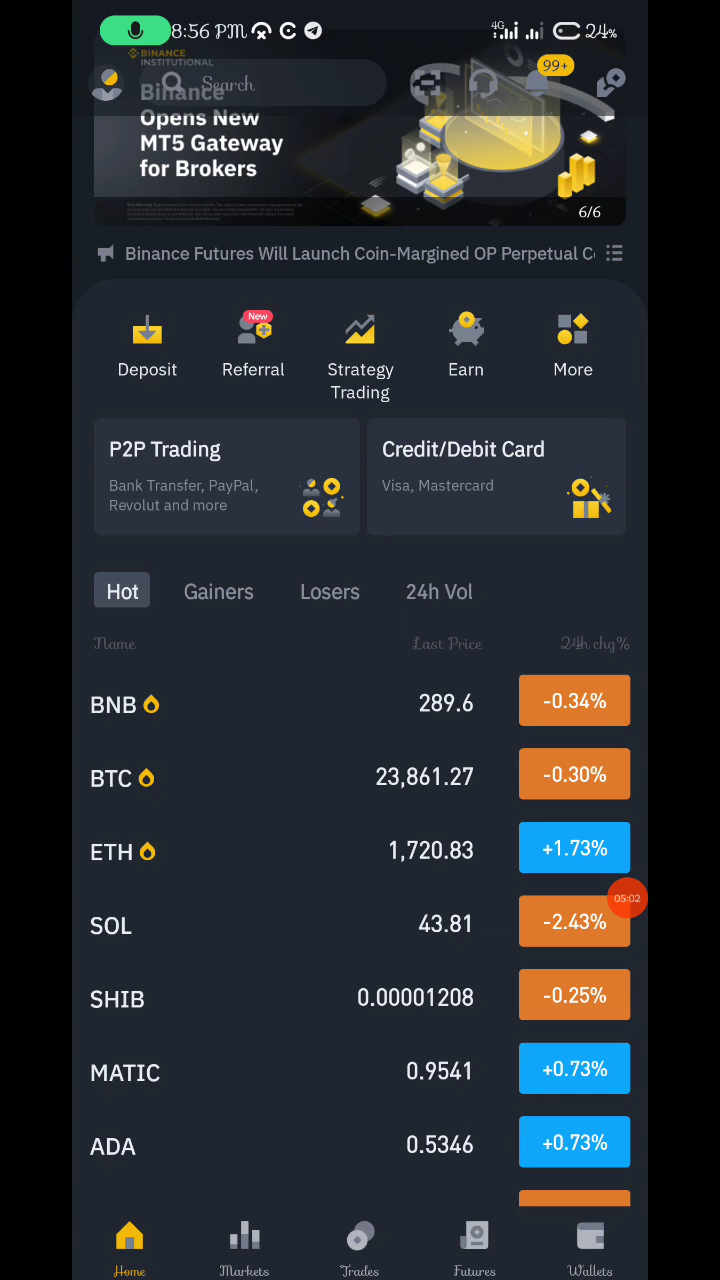 8:56 PM
4G
24%
BINANCE
INSTITUTIONAL
99+
Search
Binance
Opens New
MT5 Gateway
for Brokers
6/6
Binance Futures Will Launch Coin-Margined OP Perpetual C
Deposit
New
Referral
Strategy
Trading
Earn
More
P2P Trading
Bank Transfer, PayPal,
Revolut and more
Credit/Debit Card
Visa, Mastercard
Hot Gainers Losers 24h Vol
Name Last Price 24h chg%
BNB 289.6 -0.34%
BTC 23,861.27 -0.30%
ETH 1,720.83 +1.73%
05:02
SOL 43.81 -2.43%
SHIB 0.00001208 -0.25%
MATIC 0.9541 +0.73%
ADA 0.5346 +0.73%
Home Markets Trades Futures Wallets